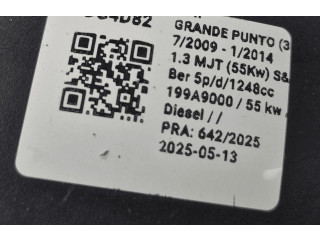 GRANDE PUNTO (3
7/2009 - 1/2014
1.3 MJT (55Kw) S&
Ber 5p/d/1248cc
199A9000 / 55 kw
Diesel / /
PRA: 642/2025
2025-05-13